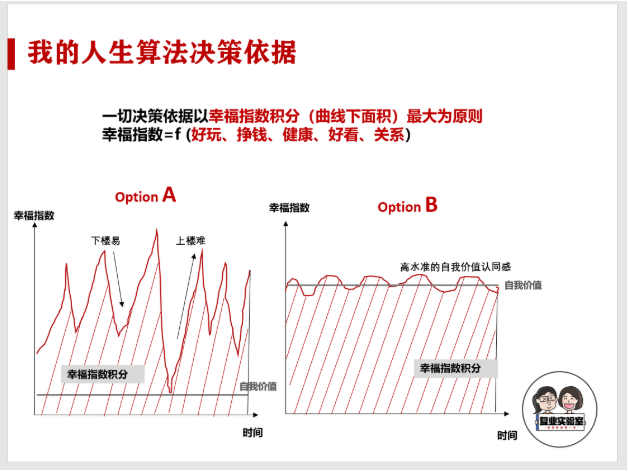 我的人生算法决策依据
一切决策依据以幸福指数积分（曲线下面积）最大为原则
幸福指数=f (好玩、挣钱、健康、好看、关系)
Option A
幸福指数
下楼易
上楼难
幸福指数积分
自我价值
时间
Option B
幸福指数
高水准的自我价值认同感
自我价值
幸福指数积分
时间
复业实验室